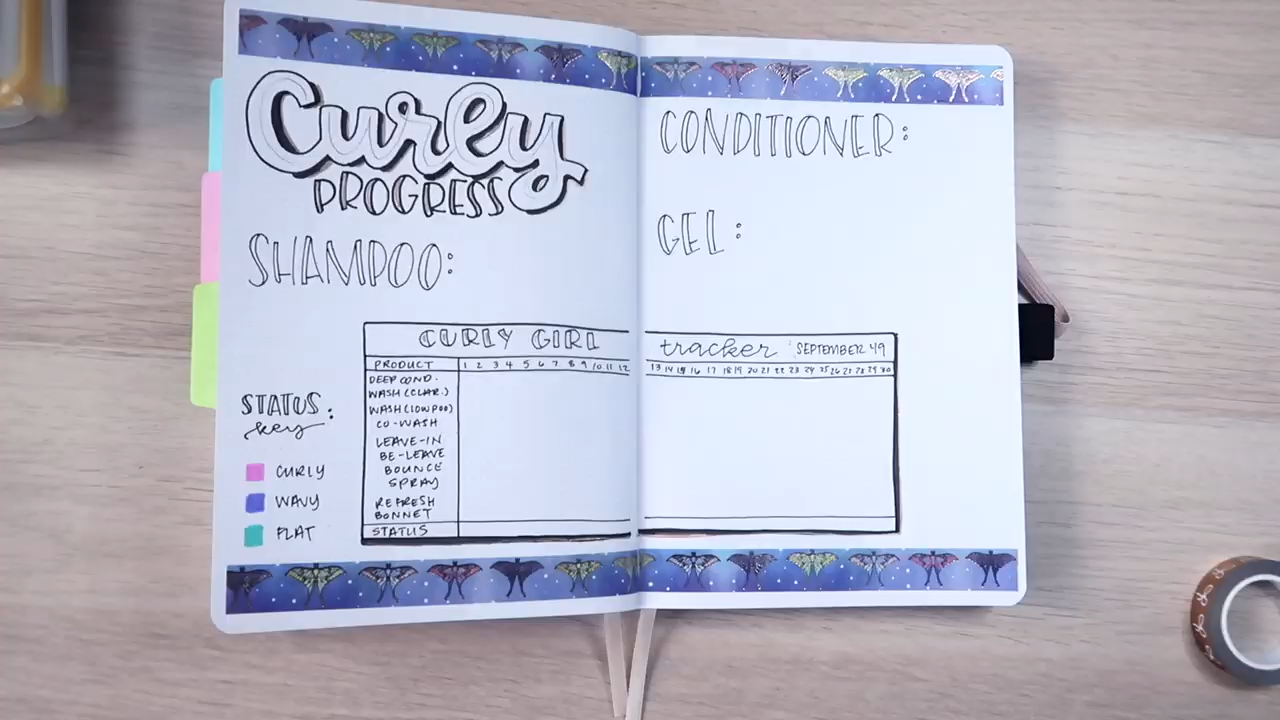 Curly
PROGRESS
SHAMPOO:
CURLY GIRL
PRODUCT 1 2 3 4 5 6 7 8 9 10 11 12
DEEP COND.
WASH (CLAR.)
WASH (LOW POO)
CO-WASH
LEAVE-IN
BE-LEAVE
BOUNCE
SPRAY
REFRESH
BONNET
STATUS
STATUS:
key
CURLY
WAVY
FLAT
CONDITIONER:
GEL:
tracker SEPTEMBER 49
13 14 15 16 17 18 19 20 21 22 23 24 25 26 27 28 29 30